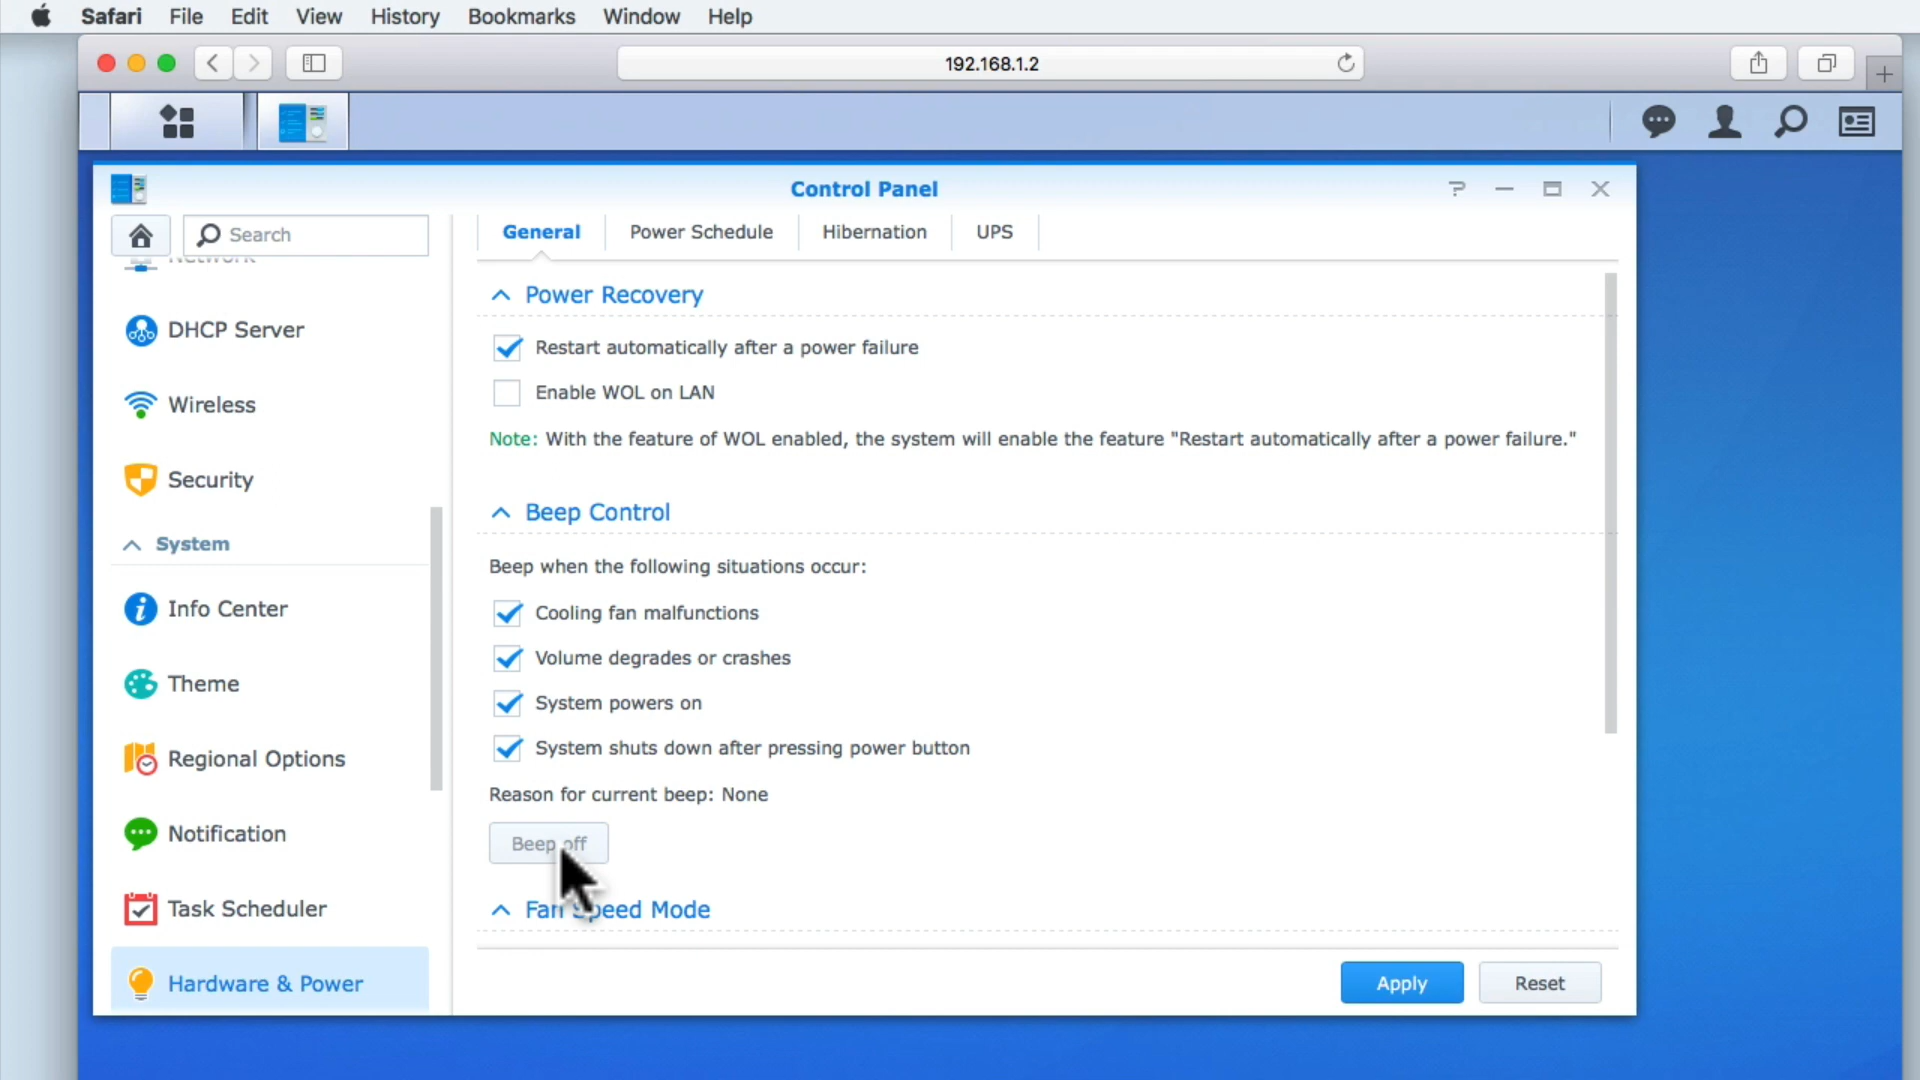 Safari File Edit View History Bookmarks Window Help
192.168.1.2
Control Panel
Search
General Power Schedule Hibernation UPS
Network
DHCP Server
Wireless
Security
System
Info Center
Theme
Regional Options
Notification
Task Scheduler
Hardware & Power
Power Recovery
Restart automatically after a power failure
Enable WOL on LAN
Note: With the feature of WOL enabled, the system will enable the feature "Restart automatically after a power failure."
Beep Control
Beep when the following situations occur:
Cooling fan malfunctions
Volume degrades or crashes
System powers on
System shuts down after pressing power button
Reason for current beep: None
Beep off
Fan Speed Mode
Apply Reset